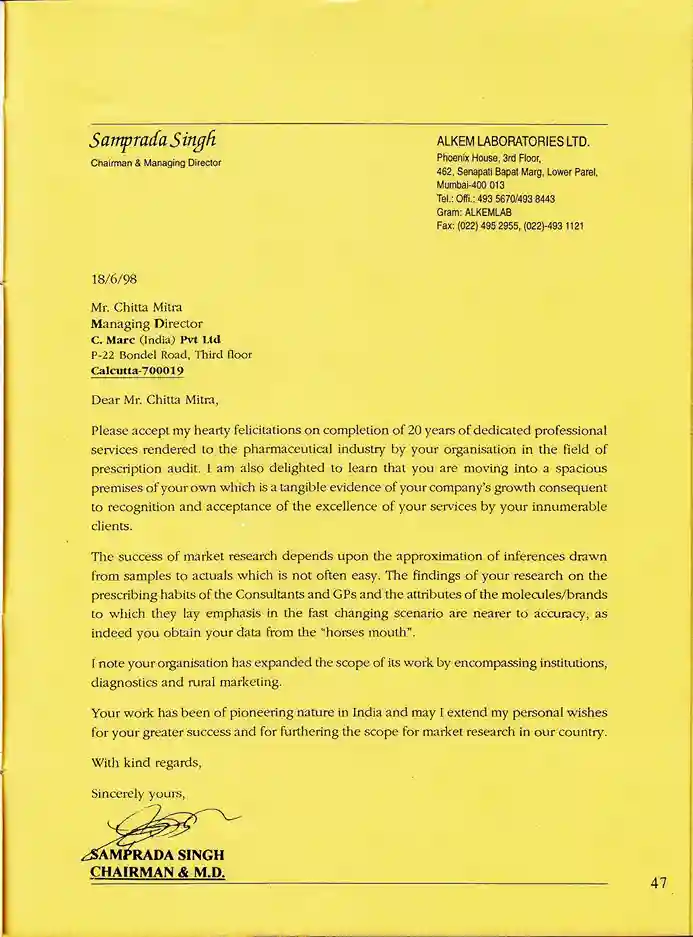 Samprada Singh
Chairman & Managing Director
ALKEM LABORATORIES LTD.
Phoenix House, 3rd Floor,
462, Senapati Bapat Marg, Lower Parel,
Mumbai-400 013
Tel.: Offi.: 493 5670/493 8443
Gram: ALKEMLAB
Fax: (022) 495 2955, (022)-493 1121
18/6/98
Mr. Chitta Mitra
Managing Director
C. Marc (India) Pvt Ltd
P-22 Bondel Road, Third floor
Calcutta-700019
Dear Mr. Chitta Mitra,
Please accept my hearty felicitations on completion of 20 years of dedicated professional
services rendered to the pharmaceutical industry by your organisation in the field of
prescription audit. I am also delighted to learn that you are moving into a spacious
premises of your own which is a tangible evidence of your company's growth consequent
to recognition and acceptance of the excellence of your services by your innumerable
clients.
The success of market research depends upon the approximation of inferences drawn
from samples to actuals which is not often easy. The findings of your research on the
prescribing habits of the Consultants and GPs and the attributes of the molecules/brands
to which they lay emphasis in the fast changing scenario are nearer to accuracy, as
indeed you obtain your data from the "horses mouth".
I note your organisation has expanded the scope of its work by encompassing institutions,
diagnostics and rural marketing.
Your work has been of pioneering nature in India and may I extend my personal wishes
for your greater success and for furthering the scope for market research in our country.
With kind regards,
Sincerely yours,
SAMPRADA SINGH
CHAIRMAN & M.D.
47